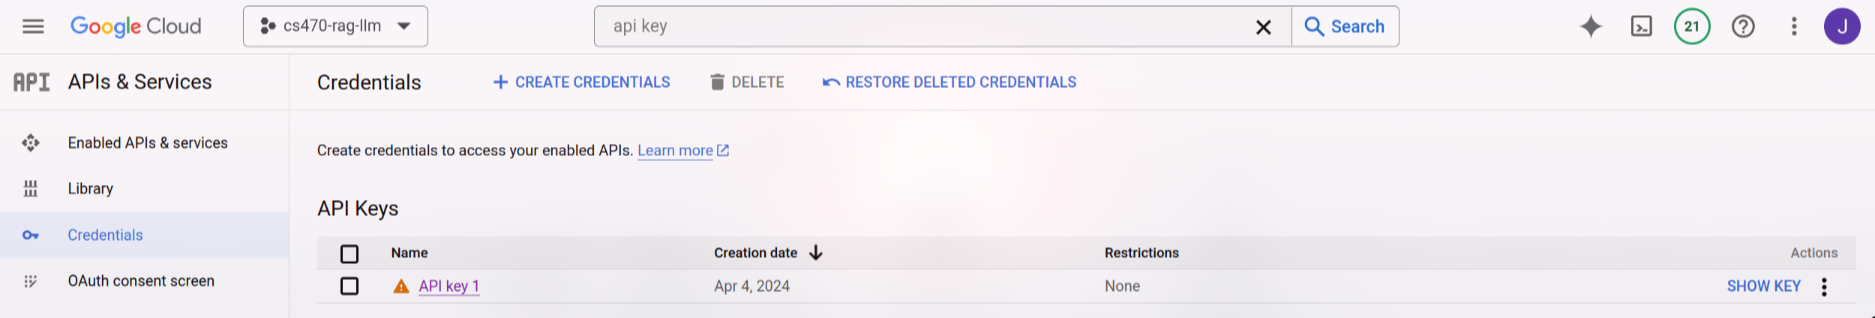 Google Cloud cs470-rag-llm api key Search 21 J
API APIs & Services Credentials CREATE CREDENTIALS DELETE RESTORE DELETED CREDENTIALS
Enabled APIs & services
Create credentials to access your enabled APIs. Learn more
Library
API Keys
Credentials
Name Creation date Restrictions Actions
OAuth consent screen
API key 1 Apr 4, 2024 None SHOW KEY